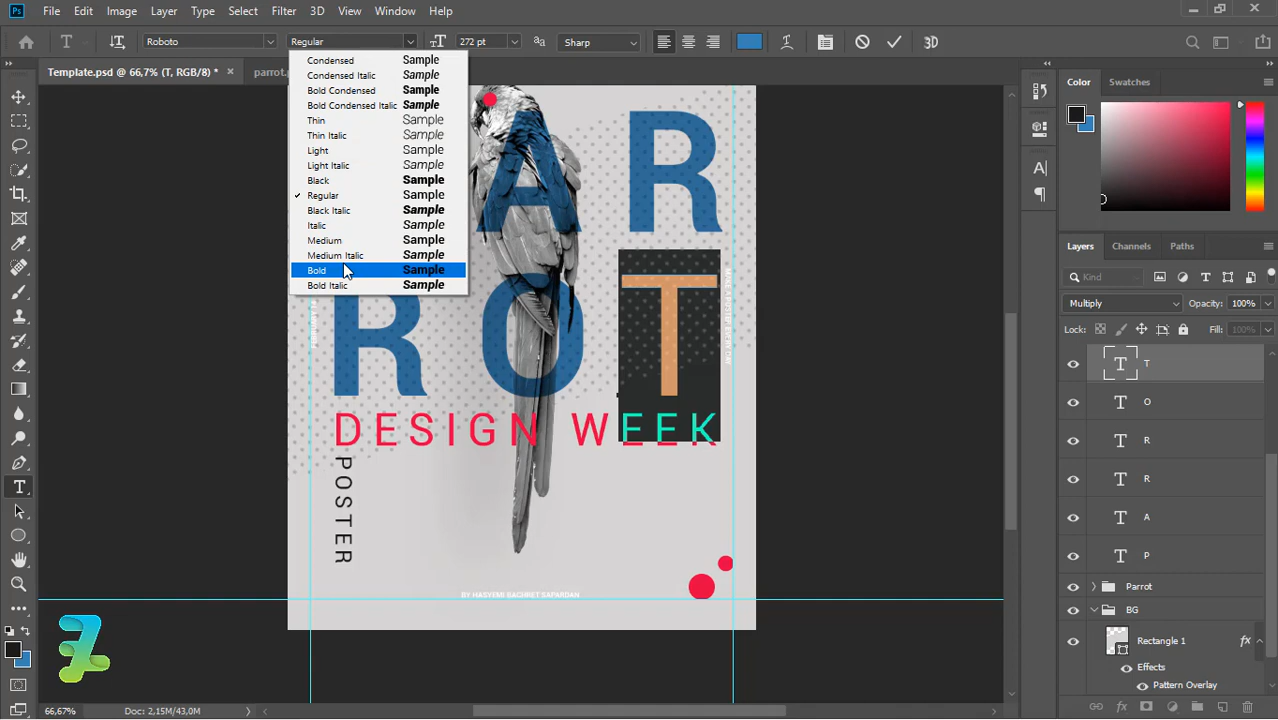 Ps File Edit Image Layer Type Select Filter 3D View Window Help
T Roboto Regular 272 pt aa Sharp 3D
Template.psd @ 66,7% (T, RGB/8) * × parrot.
Condensed Sample
Condensed Italic Sample
Bold Condensed Sample
Bold Condensed Italic Sample
Thin Sample
Thin Italic Sample
Light Sample
Light Italic Sample
Black Sample
Regular Sample
Black Italic Sample
Italic Sample
Medium Sample
Medium Italic Sample
Bold Sample
Bold Italic Sample
A R
R O T
DESIGN WEEK
POSTER
BY HASYEMI BACHRET SAPARDAN
Color Swatches
Layers Channels Paths
Kind
Multiply Opacity: 100%
Lock: Fill: 100%
T T
T O
T R
T R
T A
T P
Parrot
BG
Rectangle 1 fx
Effects
Pattern Overlay
66,67% Doc: 2,15M/43,0M